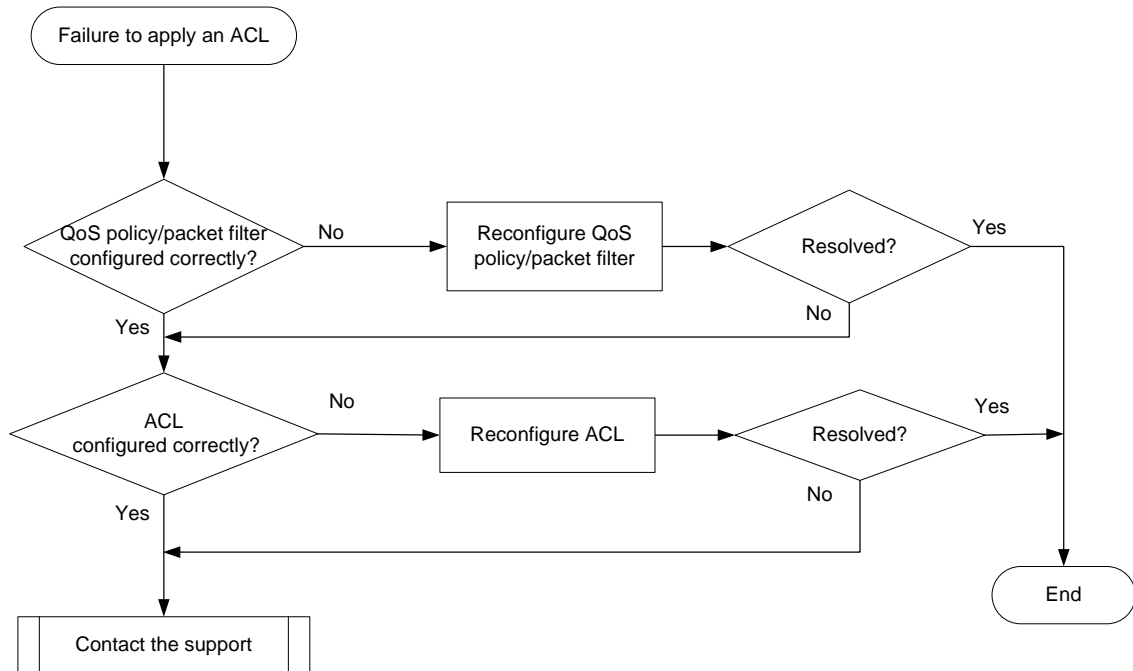 Failure to apply an ACL
QoS policy/packet filter
configured correctly?
No
Reconfigure QoS
policy/packet filter
Resolved?
Yes
No
Yes
ACL
configured correctly?
No
Reconfigure ACL
Resolved?
Yes
No
Yes
End
Contact the support